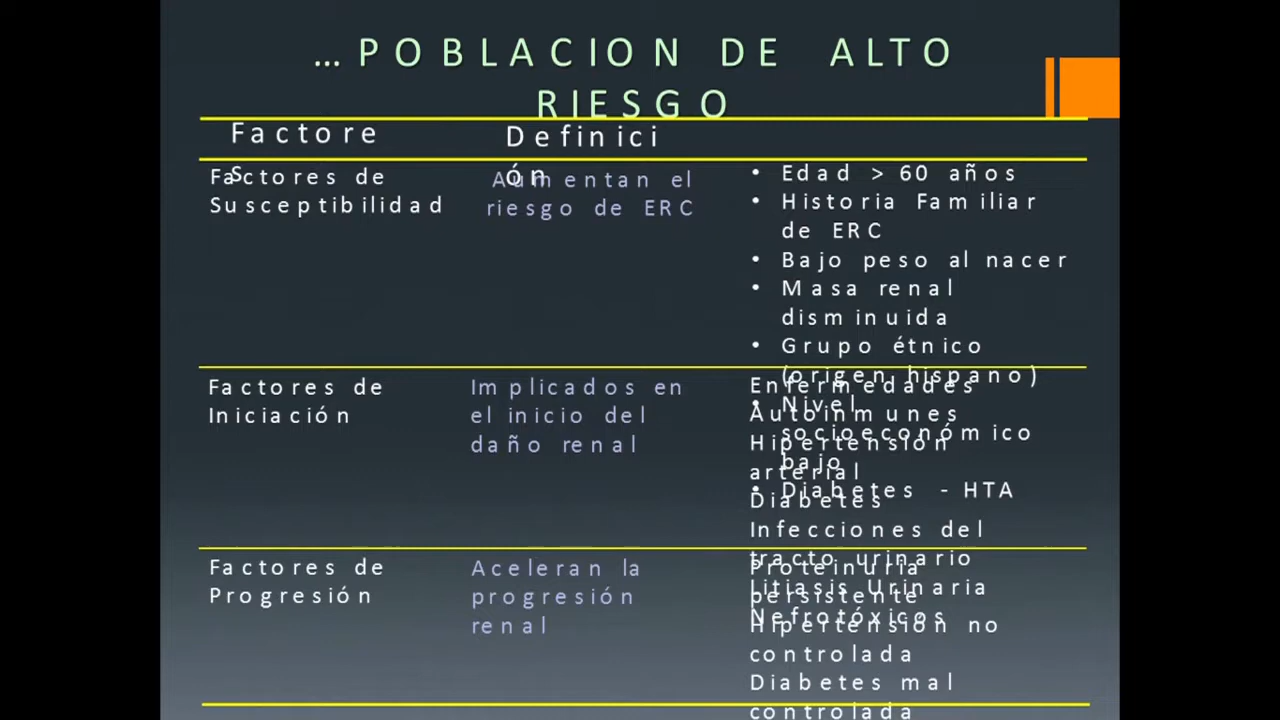 …POBLACION DE ALTO
RIESGO
Factore
s
Definici
ón
Factores de
Susceptibilidad
Aumentan el
riesgo de ERC
• Edad > 60 años
• Historia Familiar
de ERC
• Bajo peso al nacer
• Masa renal
disminuida
• Grupo étnico
(origen hispano)
• Nivel
socioeconómico
bajo
• Diabetes - HTA
Factores de
Iniciación
Implicados en
el inicio del
daño renal
Enfermedades
Autoinmunes
Hipertensión
arterial
Diabetes
Infecciones del
tracto urinario
Litiasis Urinaria
Nefrotóxicos
Factores de
Progresión
Aceleran la
progresión
renal
Proteinuria
persistente
Hipertensión no
controlada
Diabetes mal
controlada